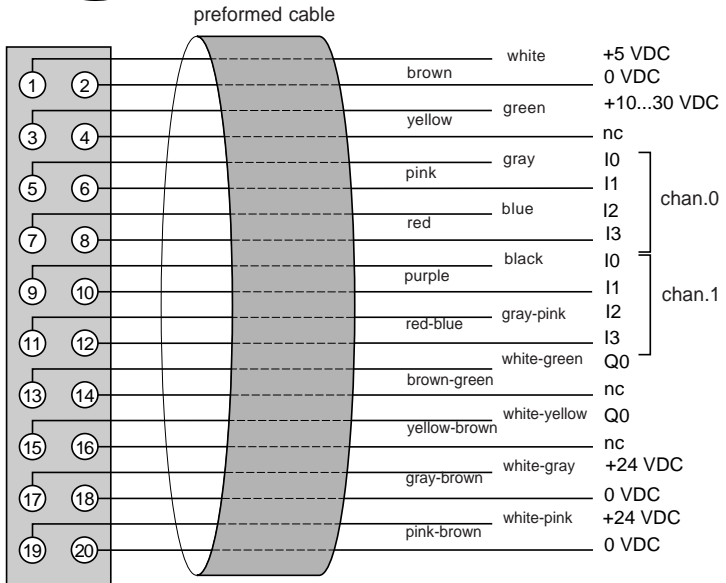 preformed cable
1 white +5 VDC
2 brown 0 VDC
3 green +10...30 VDC
4 yellow nc
5 gray I0
6 pink I1
7 blue I2
8 red I3
chan.0
9 black I0
10 purple I1
11 gray-pink I2
12 red-blue I3
chan.1
13 white-green Q0
14 brown-green nc
15 white-yellow Q0
16 yellow-brown nc
17 white-gray +24 VDC
18 gray-brown 0 VDC
19 white-pink +24 VDC
20 pink-brown 0 VDC